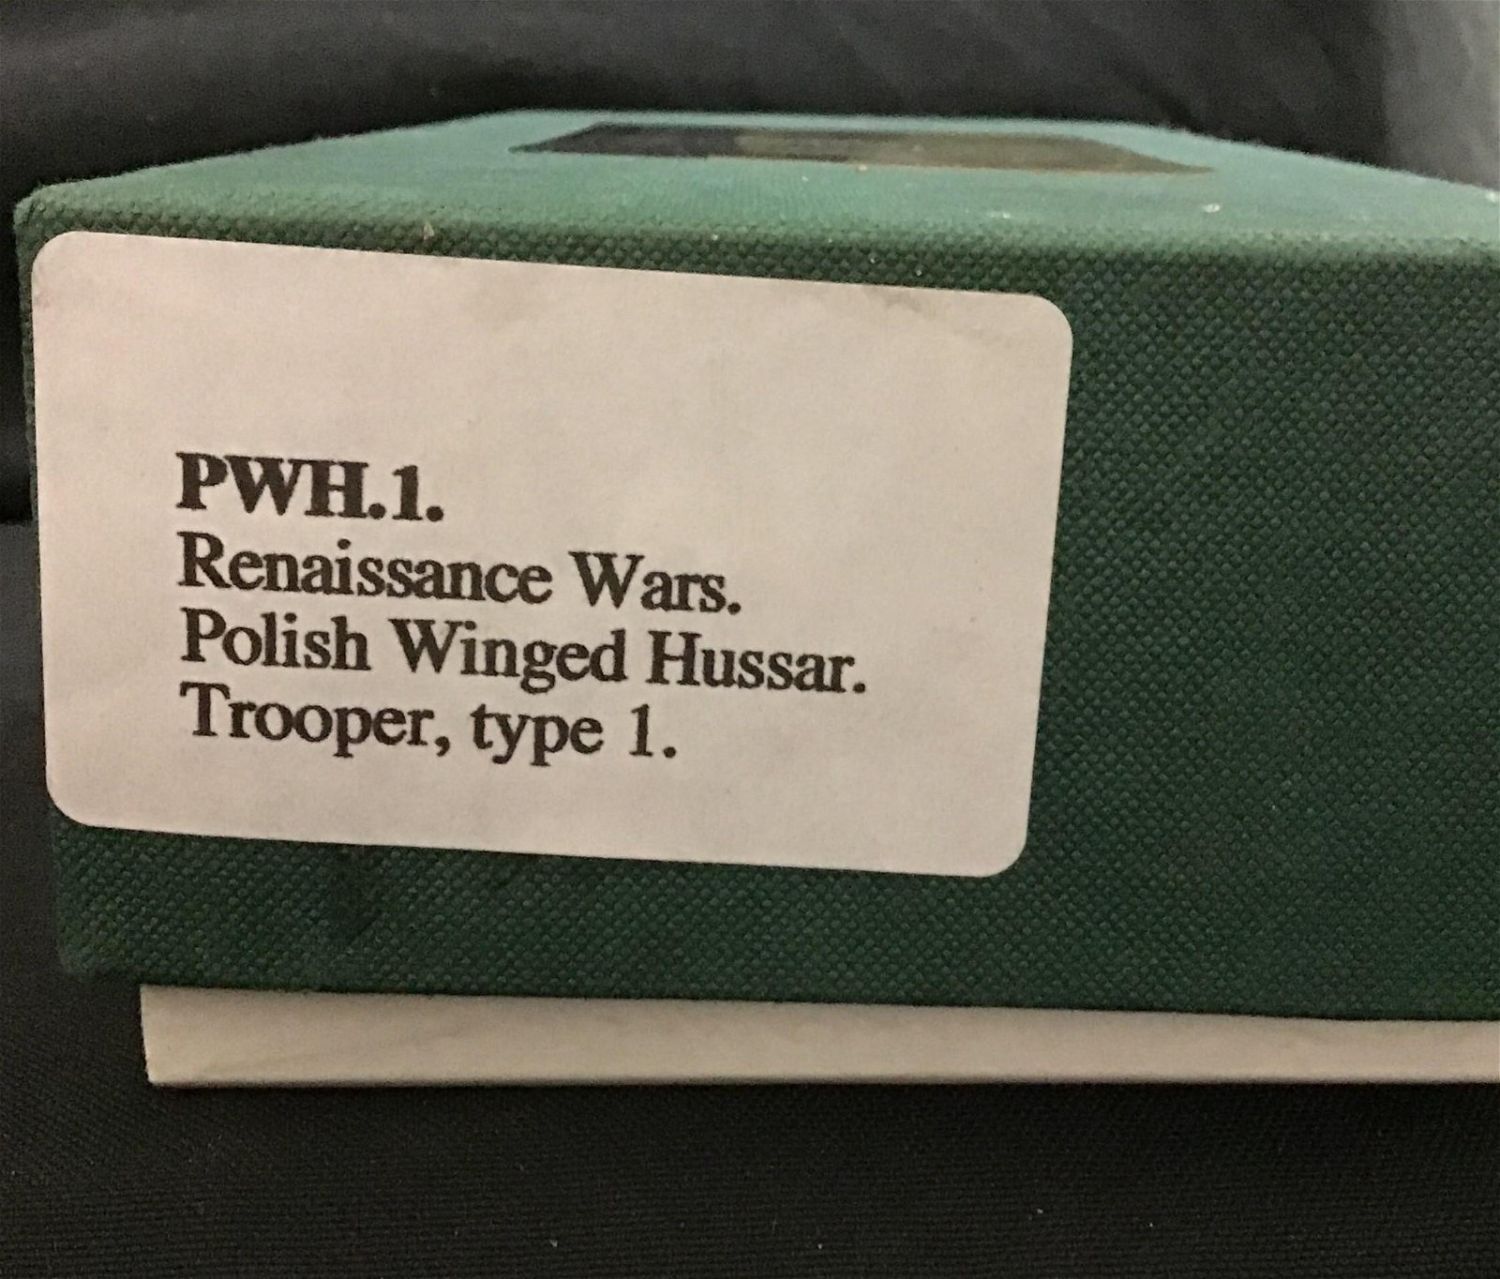 PWH.1.
Renaissance Wars.
Polish Winged Hussar.
Trooper, type 1.